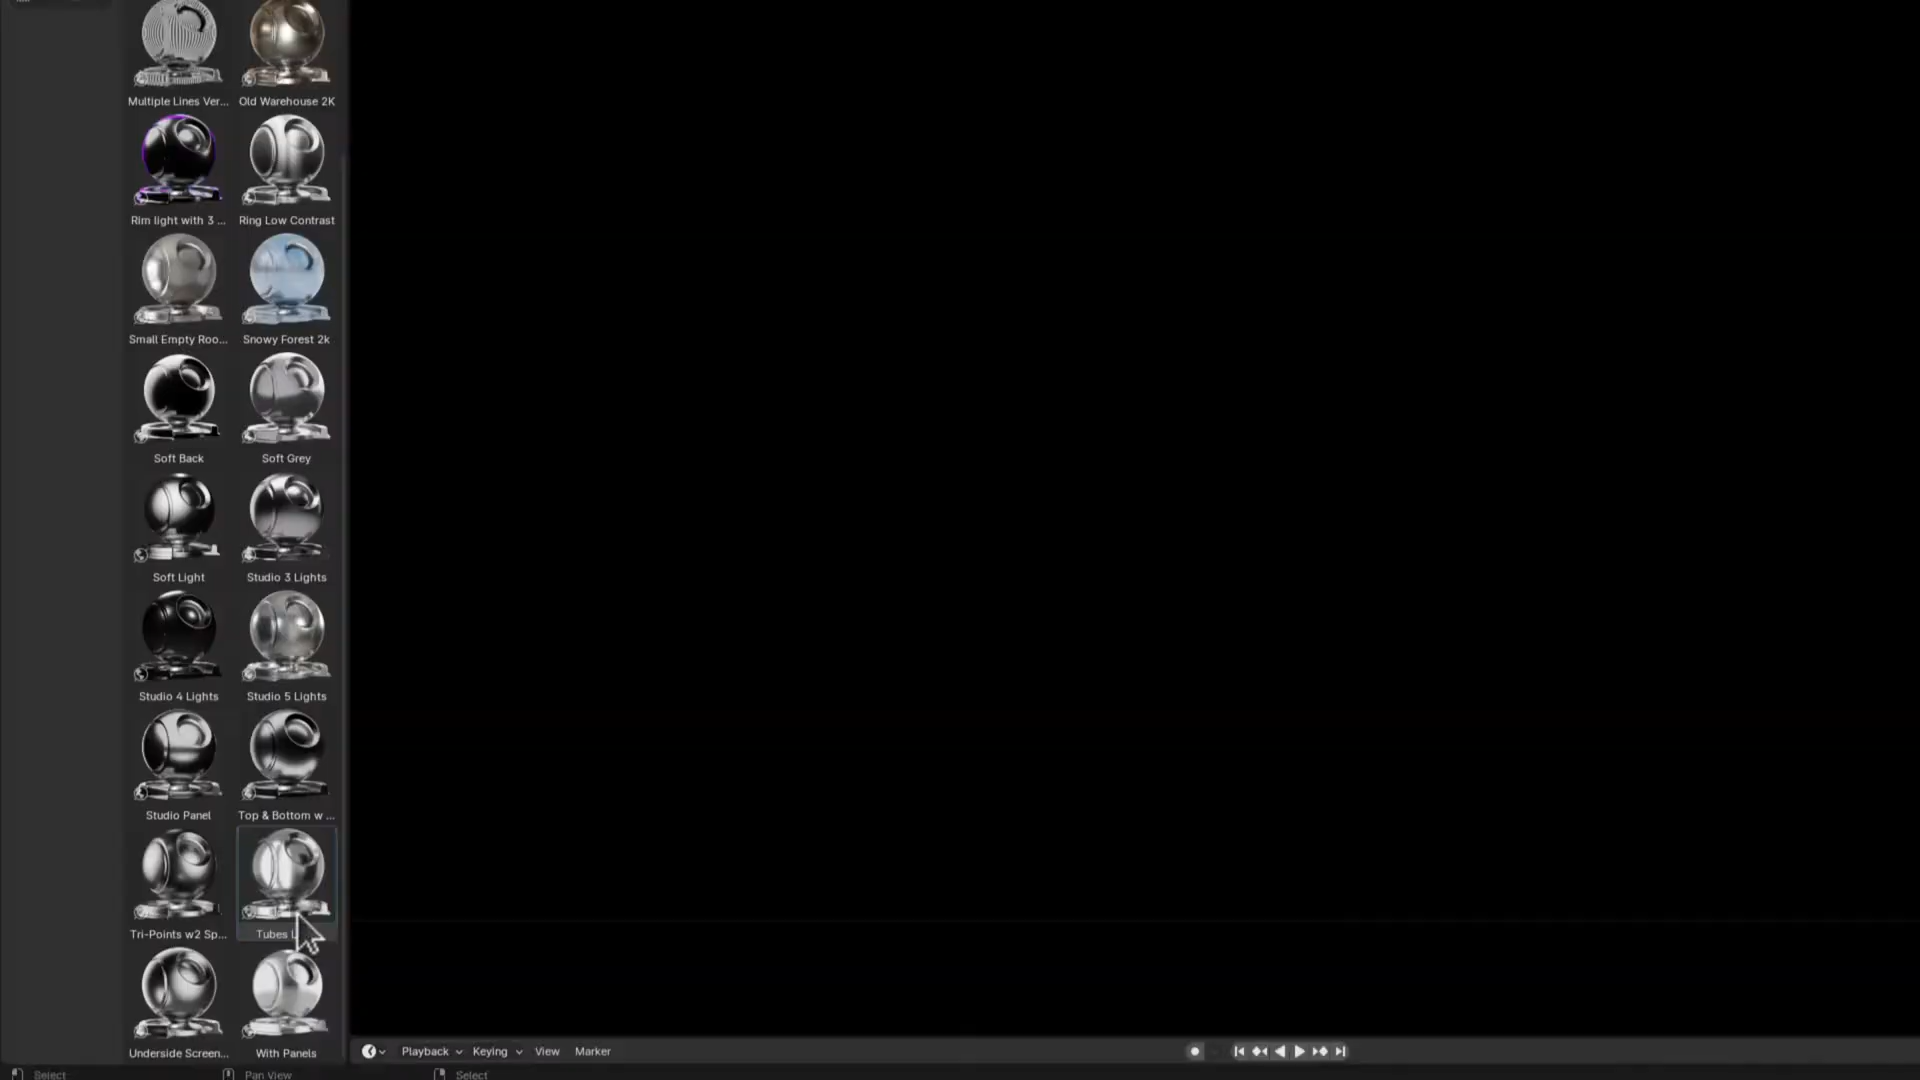 Multiple Lines Ver...
Old Warehouse 2K
Rim light with 3 ...
Ring Low Contrast
Small Empty Roo...
Snowy Forest 2k
Soft Back
Soft Grey
Soft Light
Studio 3 Lights
Studio 4 Lights
Studio 5 Lights
Studio Panel
Top & Bottom w ...
Tri-Points w2 Sp...
Tubes
Underside Screen...
With Panels
Playback
Keying
View
Marker
Select
Pan View
Select